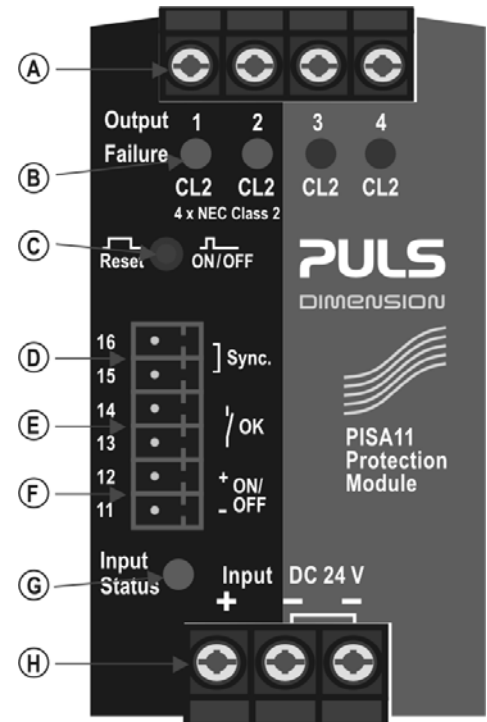 A
Output 1 2 3 4
Failure
B
CL2 CL2 CL2 CL2
4 x NEC Class 2
C
Reset ON/OFF
PULS
DIMENSION
D
16
15
Sync.
E
14
13
OK
PISA11
Protection
Module
F
12
11
+ ON/
- OFF
G
Input
Status
Input DC 24 V
+ – –
H